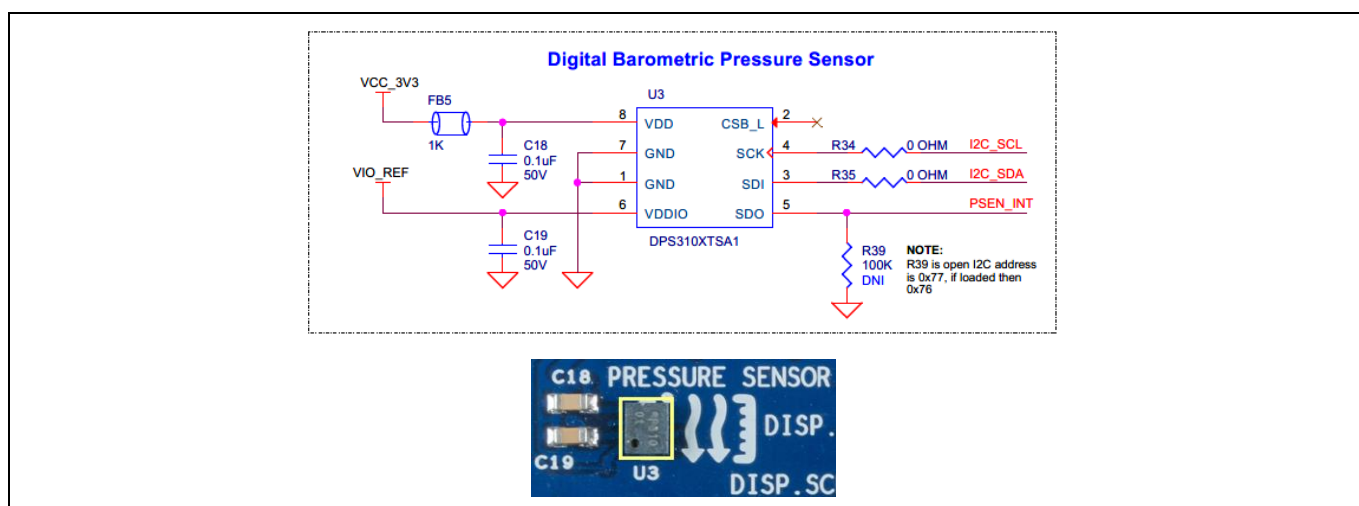 Digital Barometric Pressure Sensor
VCC_3V3
FB5
1K
C18
0.1uF
50V
VIO_REF
C19
0.1uF
50V
U3
8 VDD CSB_L 2
7 GND SCK 4 R34 0 OHM I2C_SCL
1 GND SDI 3 R35 0 OHM I2C_SDA
6 VDDIO SDO 5 PSEN_INT
DPS310XTSA1
R39
100K
DNI
NOTE:
R39 is open I2C address
is 0x77, if loaded then
0x76
C18 PRESSURE SENSOR
DISP.
C19 U3
DISP.SC